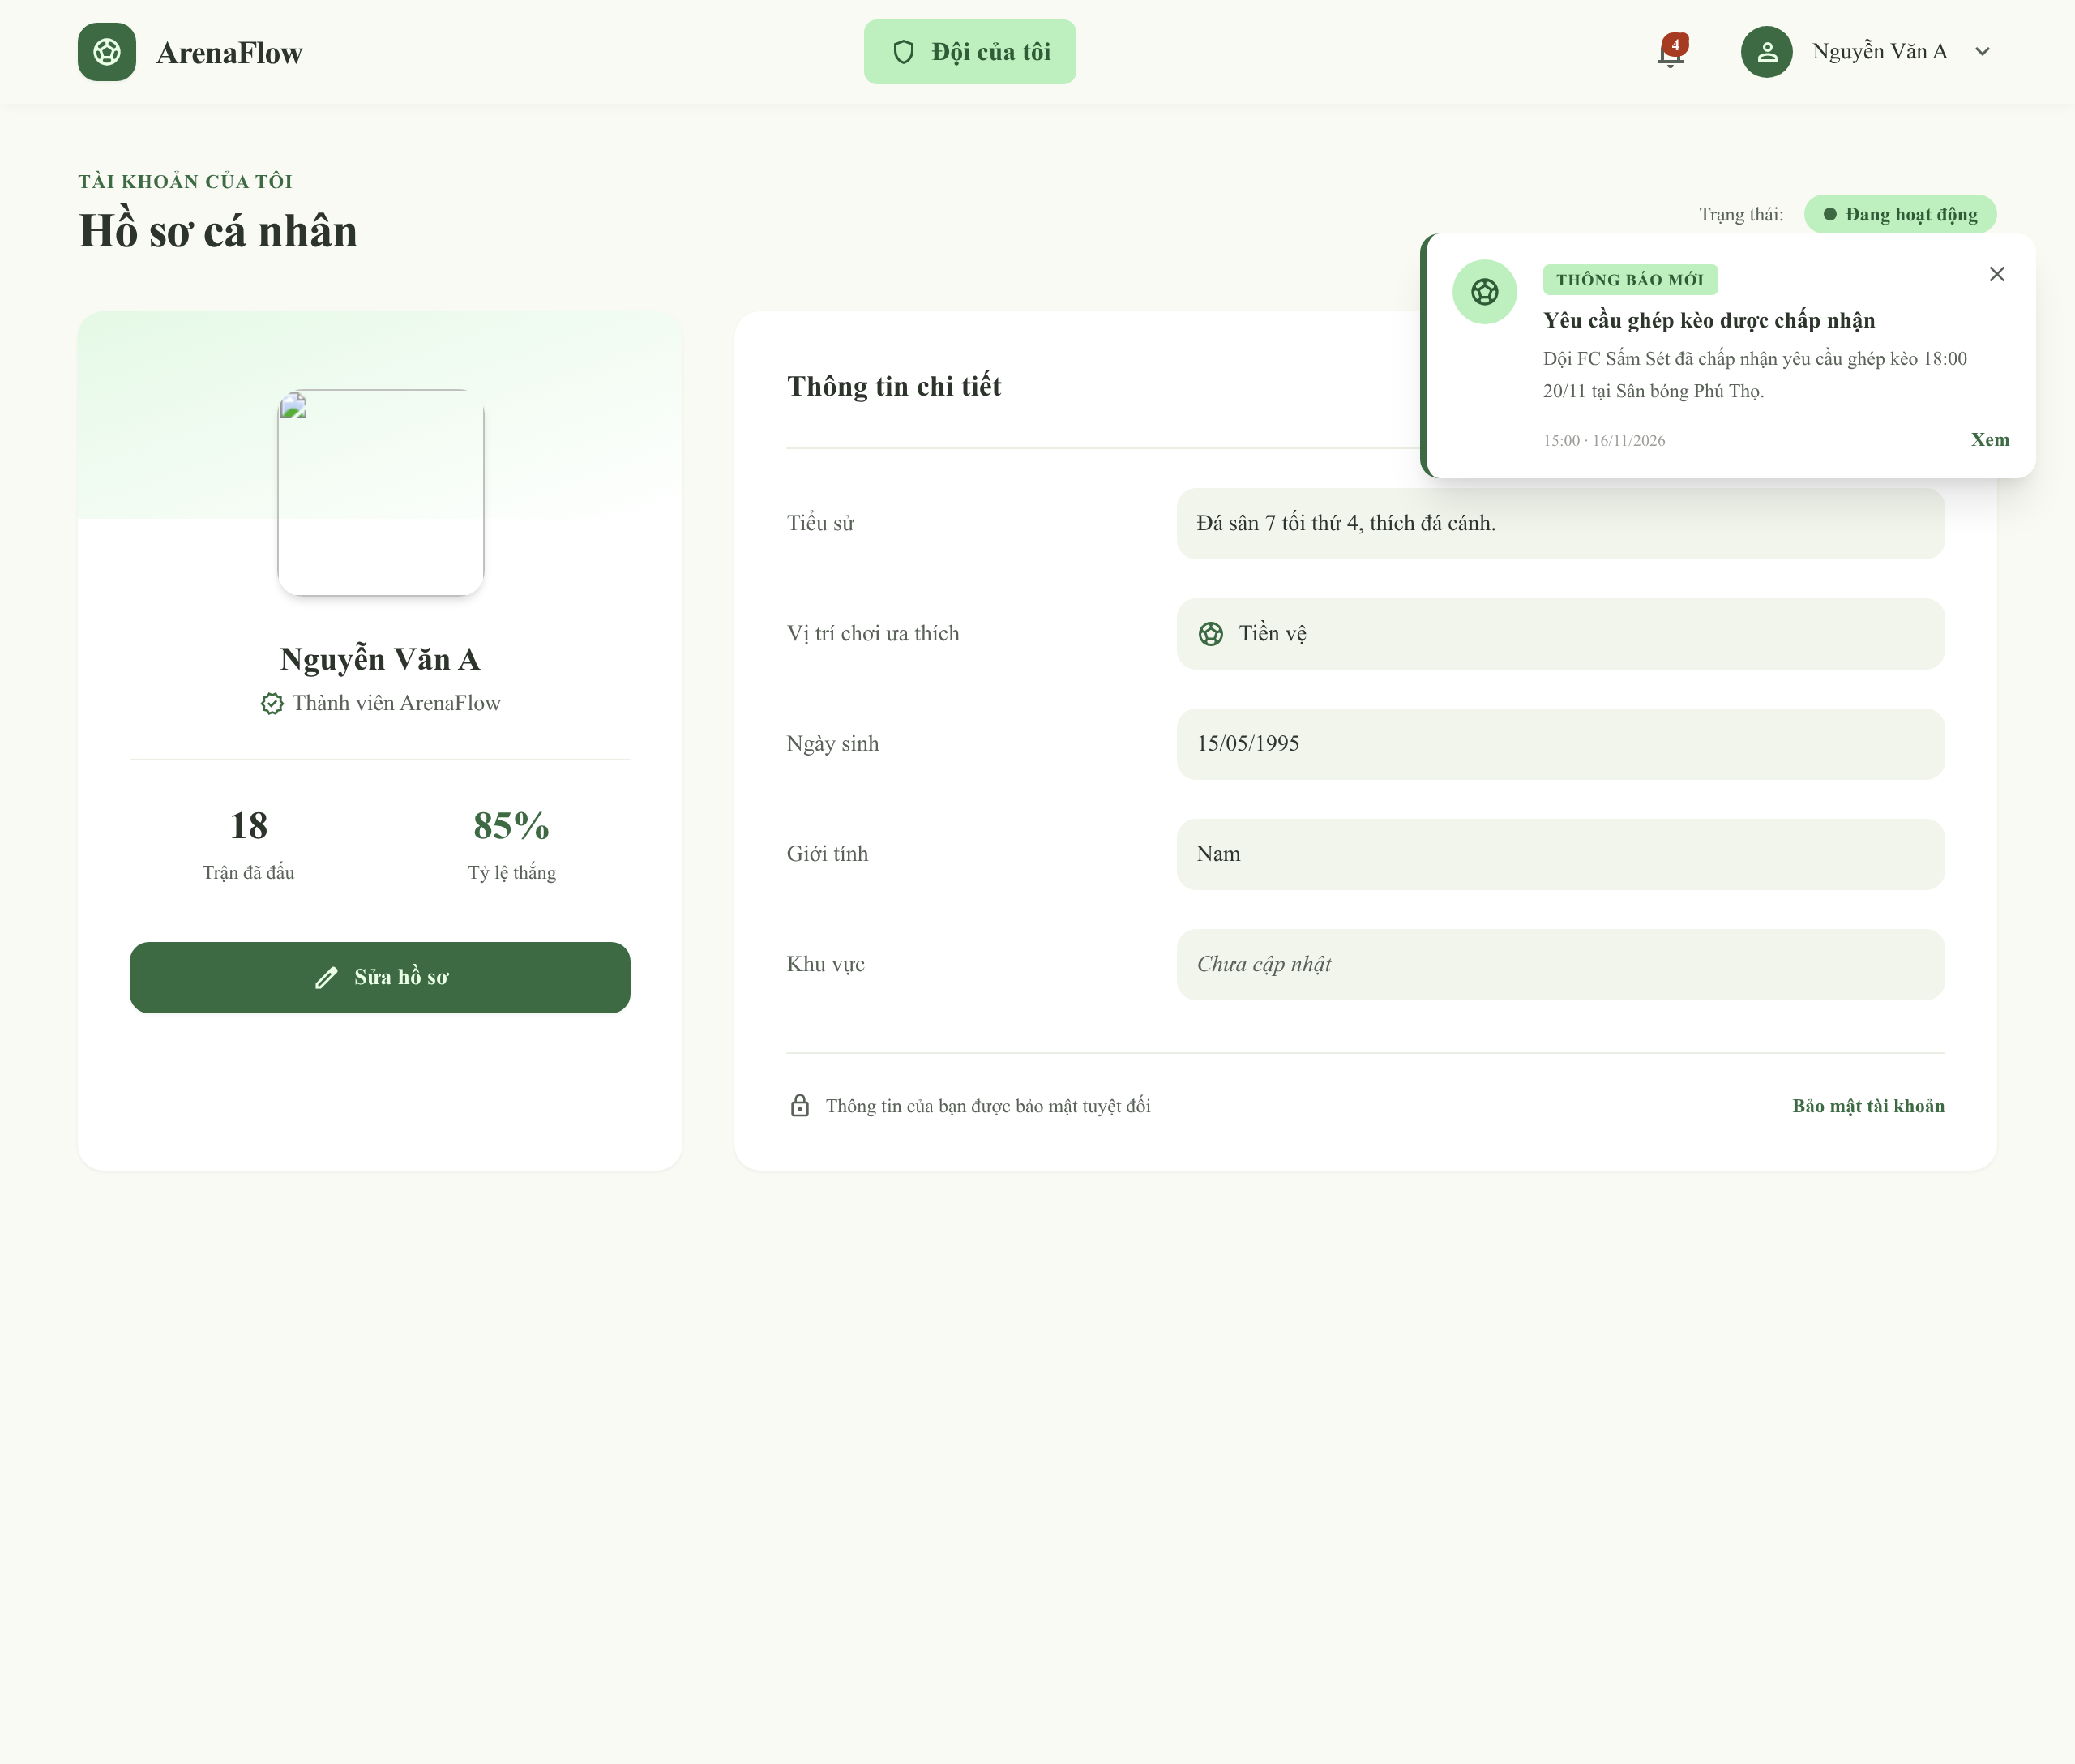 ArenaFlow
Đội của tôi
4
Nguyễn Văn A
TÀI KHOẢN CỦA TÔI
Hồ sơ cá nhân
Trạng thái:
Đang hoạt động
THÔNG BÁO MỚI
Yêu cầu ghép kèo được chấp nhận
Đội FC Sấm Sét đã chấp nhận yêu cầu ghép kèo 18:00
20/11 tại Sân bóng Phú Thọ.
15:00 · 16/11/2026
Xem
Nguyễn Văn A
Thành viên ArenaFlow
18
Trận đã đấu
85%
Tỷ lệ thắng
Sửa hồ sơ
Thông tin chi tiết
Tiểu sử
Đá sân 7 tối thứ 4, thích đá cánh.
Vị trí chơi ưa thích
Tiền vệ
Ngày sinh
15/05/1995
Giới tính
Nam
Khu vực
Chưa cập nhật
Thông tin của bạn được bảo mật tuyệt đối
Bảo mật tài khoản